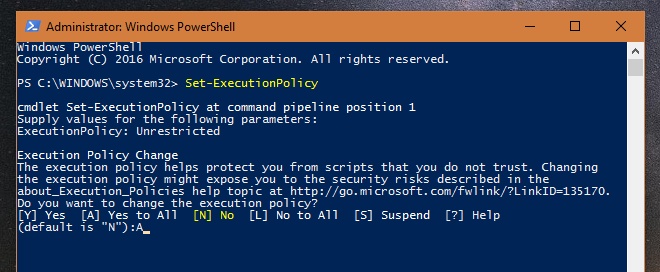 Administrator: Windows PowerShell
Windows PowerShell
Copyright (C) 2016 Microsoft Corporation. All rights reserved.
PS C:\WINDOWS\system32> Set-ExecutionPolicy
cmdlet Set-ExecutionPolicy at command pipeline position 1
Supply values for the following parameters:
ExecutionPolicy: Unrestricted
Execution Policy Change
The execution policy helps protect you from scripts that you do not trust. Changing
the execution policy might expose you to the security risks described in the
about_Execution_Policies help topic at http://go.microsoft.com/fwlink/?LinkID=135170.
Do you want to change the execution policy?
[Y] Yes  [A] Yes to All  [N] No  [L] No to All  [S] Suspend  [?] Help
(default is "N"):A